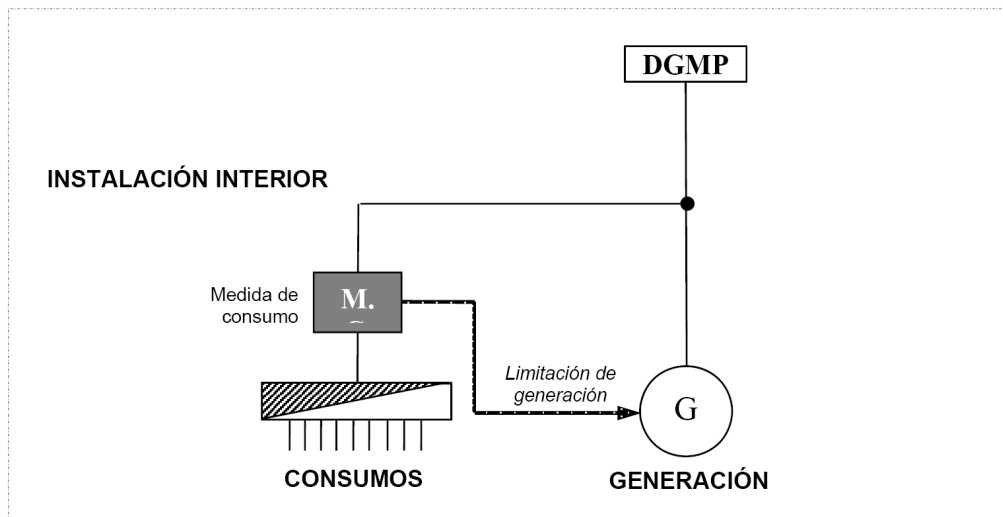 DGMP
INSTALACIÓN INTERIOR
Medida de
consumo
M.
~
Limitación de
generación
G
CONSUMOS
GENERACIÓN